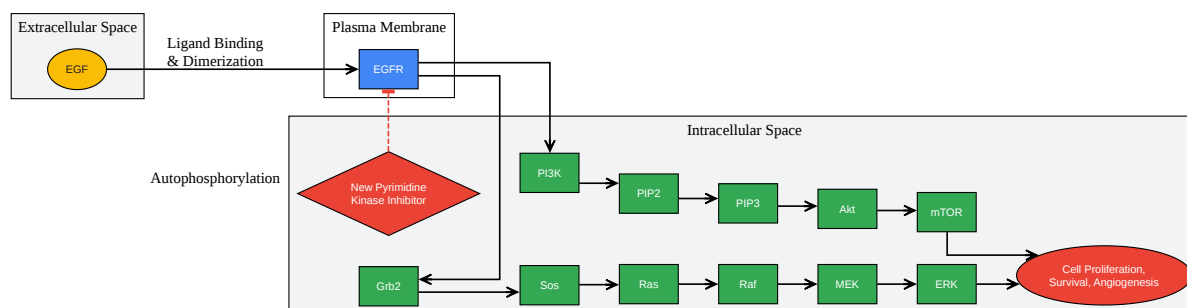 Extracellular Space
Plasma Membrane
Ligand Binding
& Dimerization
EGF
EGFR
Intracellular Space
Autophosphorylation
New Pyrimidine
Kinase Inhibitor
PI3K
PIP2
PIP3
Akt
mTOR
Grb2
Sos
Ras
Raf
MEK
ERK
Cell Proliferation,
Survival, Angiogenesis